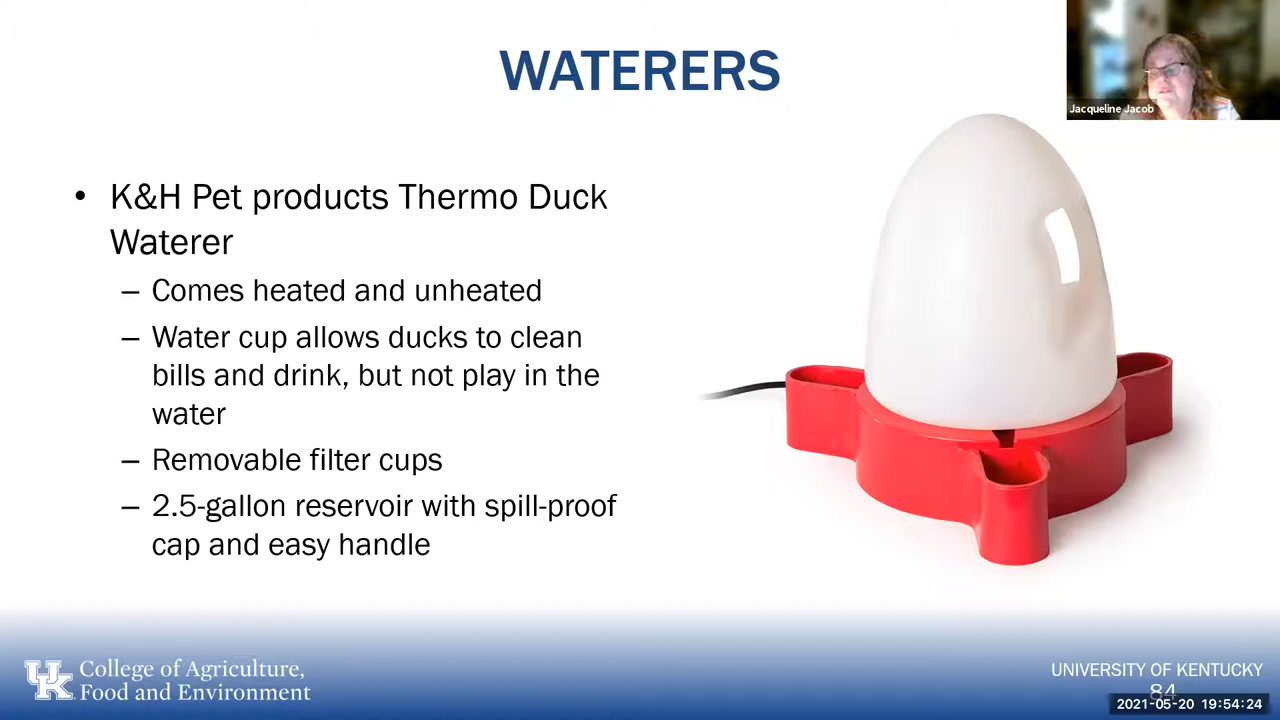 WATERERS
Jacqueline Jacob
• K&H Pet products Thermo Duck
Waterer
– Comes heated and unheated
– Water cup allows ducks to clean
bills and drink, but not play in the
water
– Removable filter cups
– 2.5-gallon reservoir with spill-proof
cap and easy handle
UK
College of Agriculture,
Food and Environment
UNIVERSITY OF KENTUCKY
84
2021-05-20 19:54:24